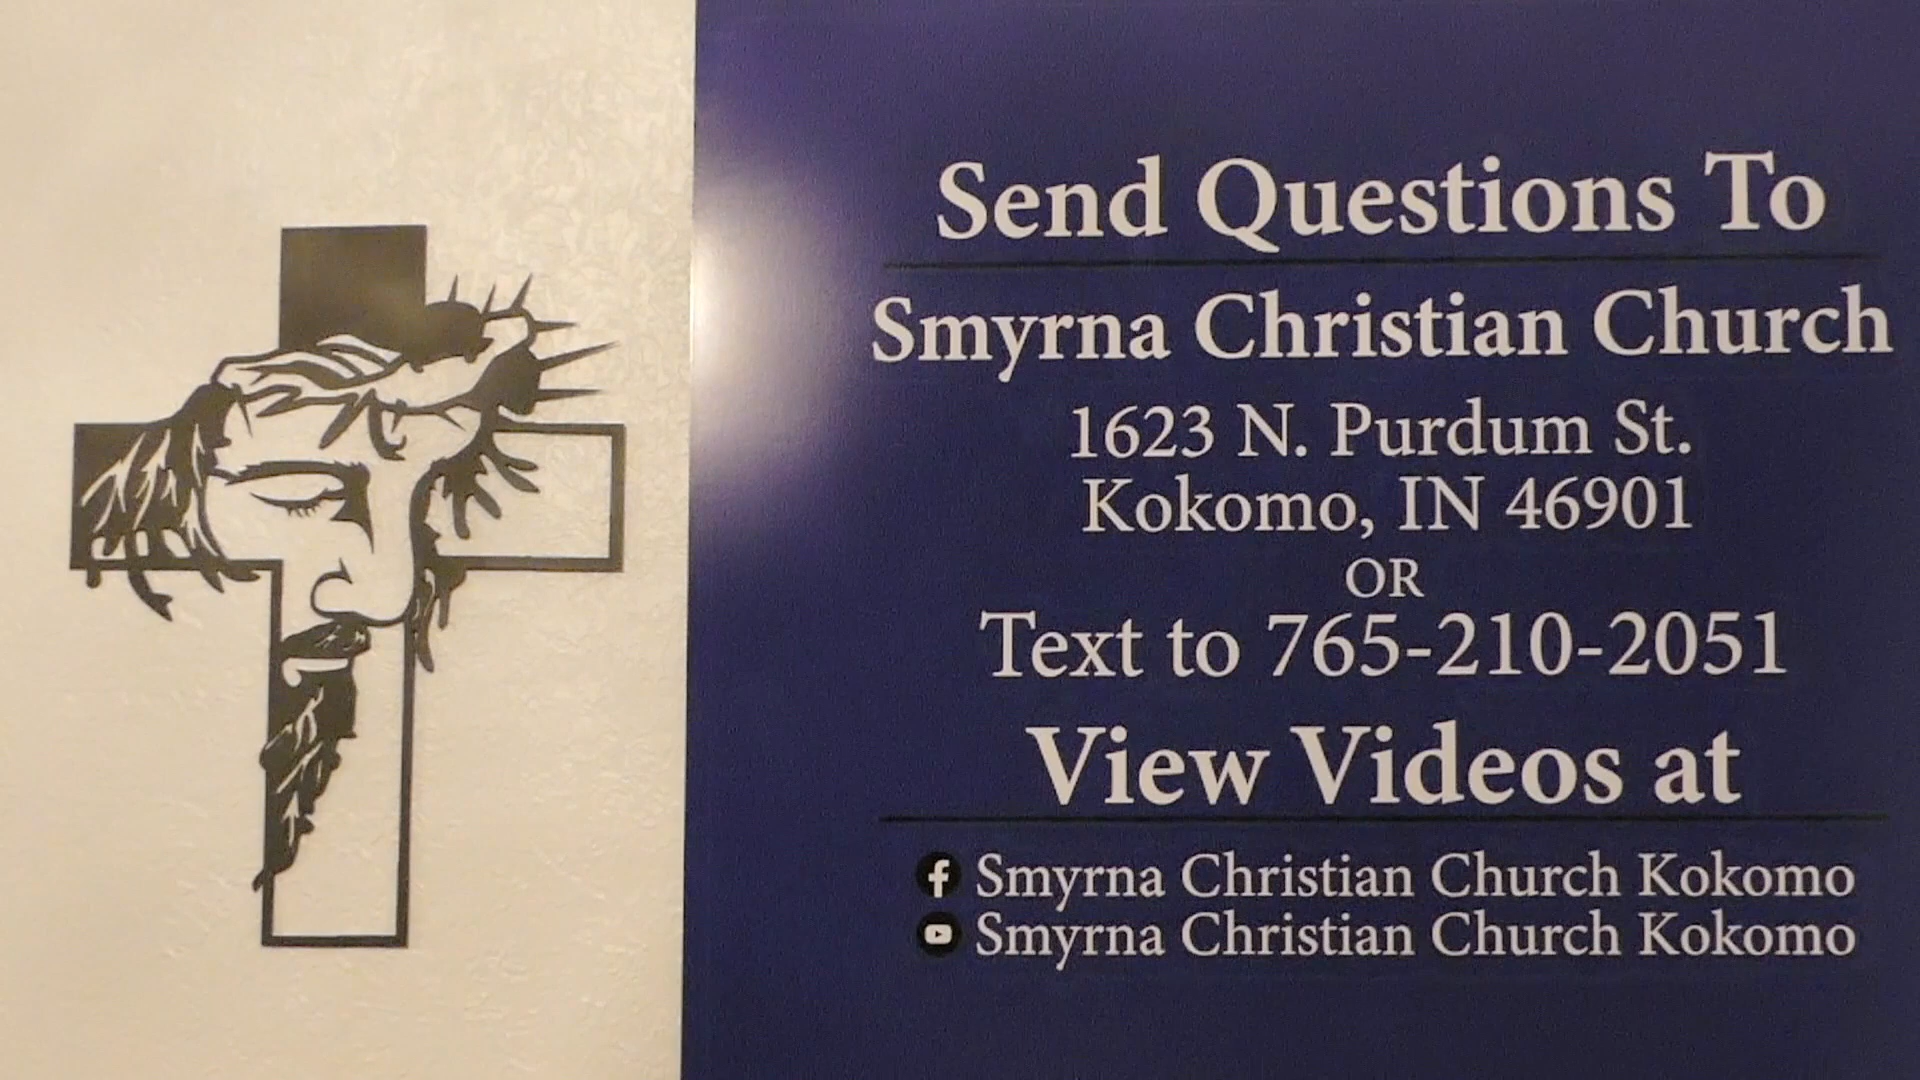 Send Questions To
Smyrna Christian Church
1623 N. Purdum St.
Kokomo, IN 46901
OR
Text to 765-210-2051
View Videos at
Smyrna Christian Church Kokomo
Smyrna Christian Church Kokomo